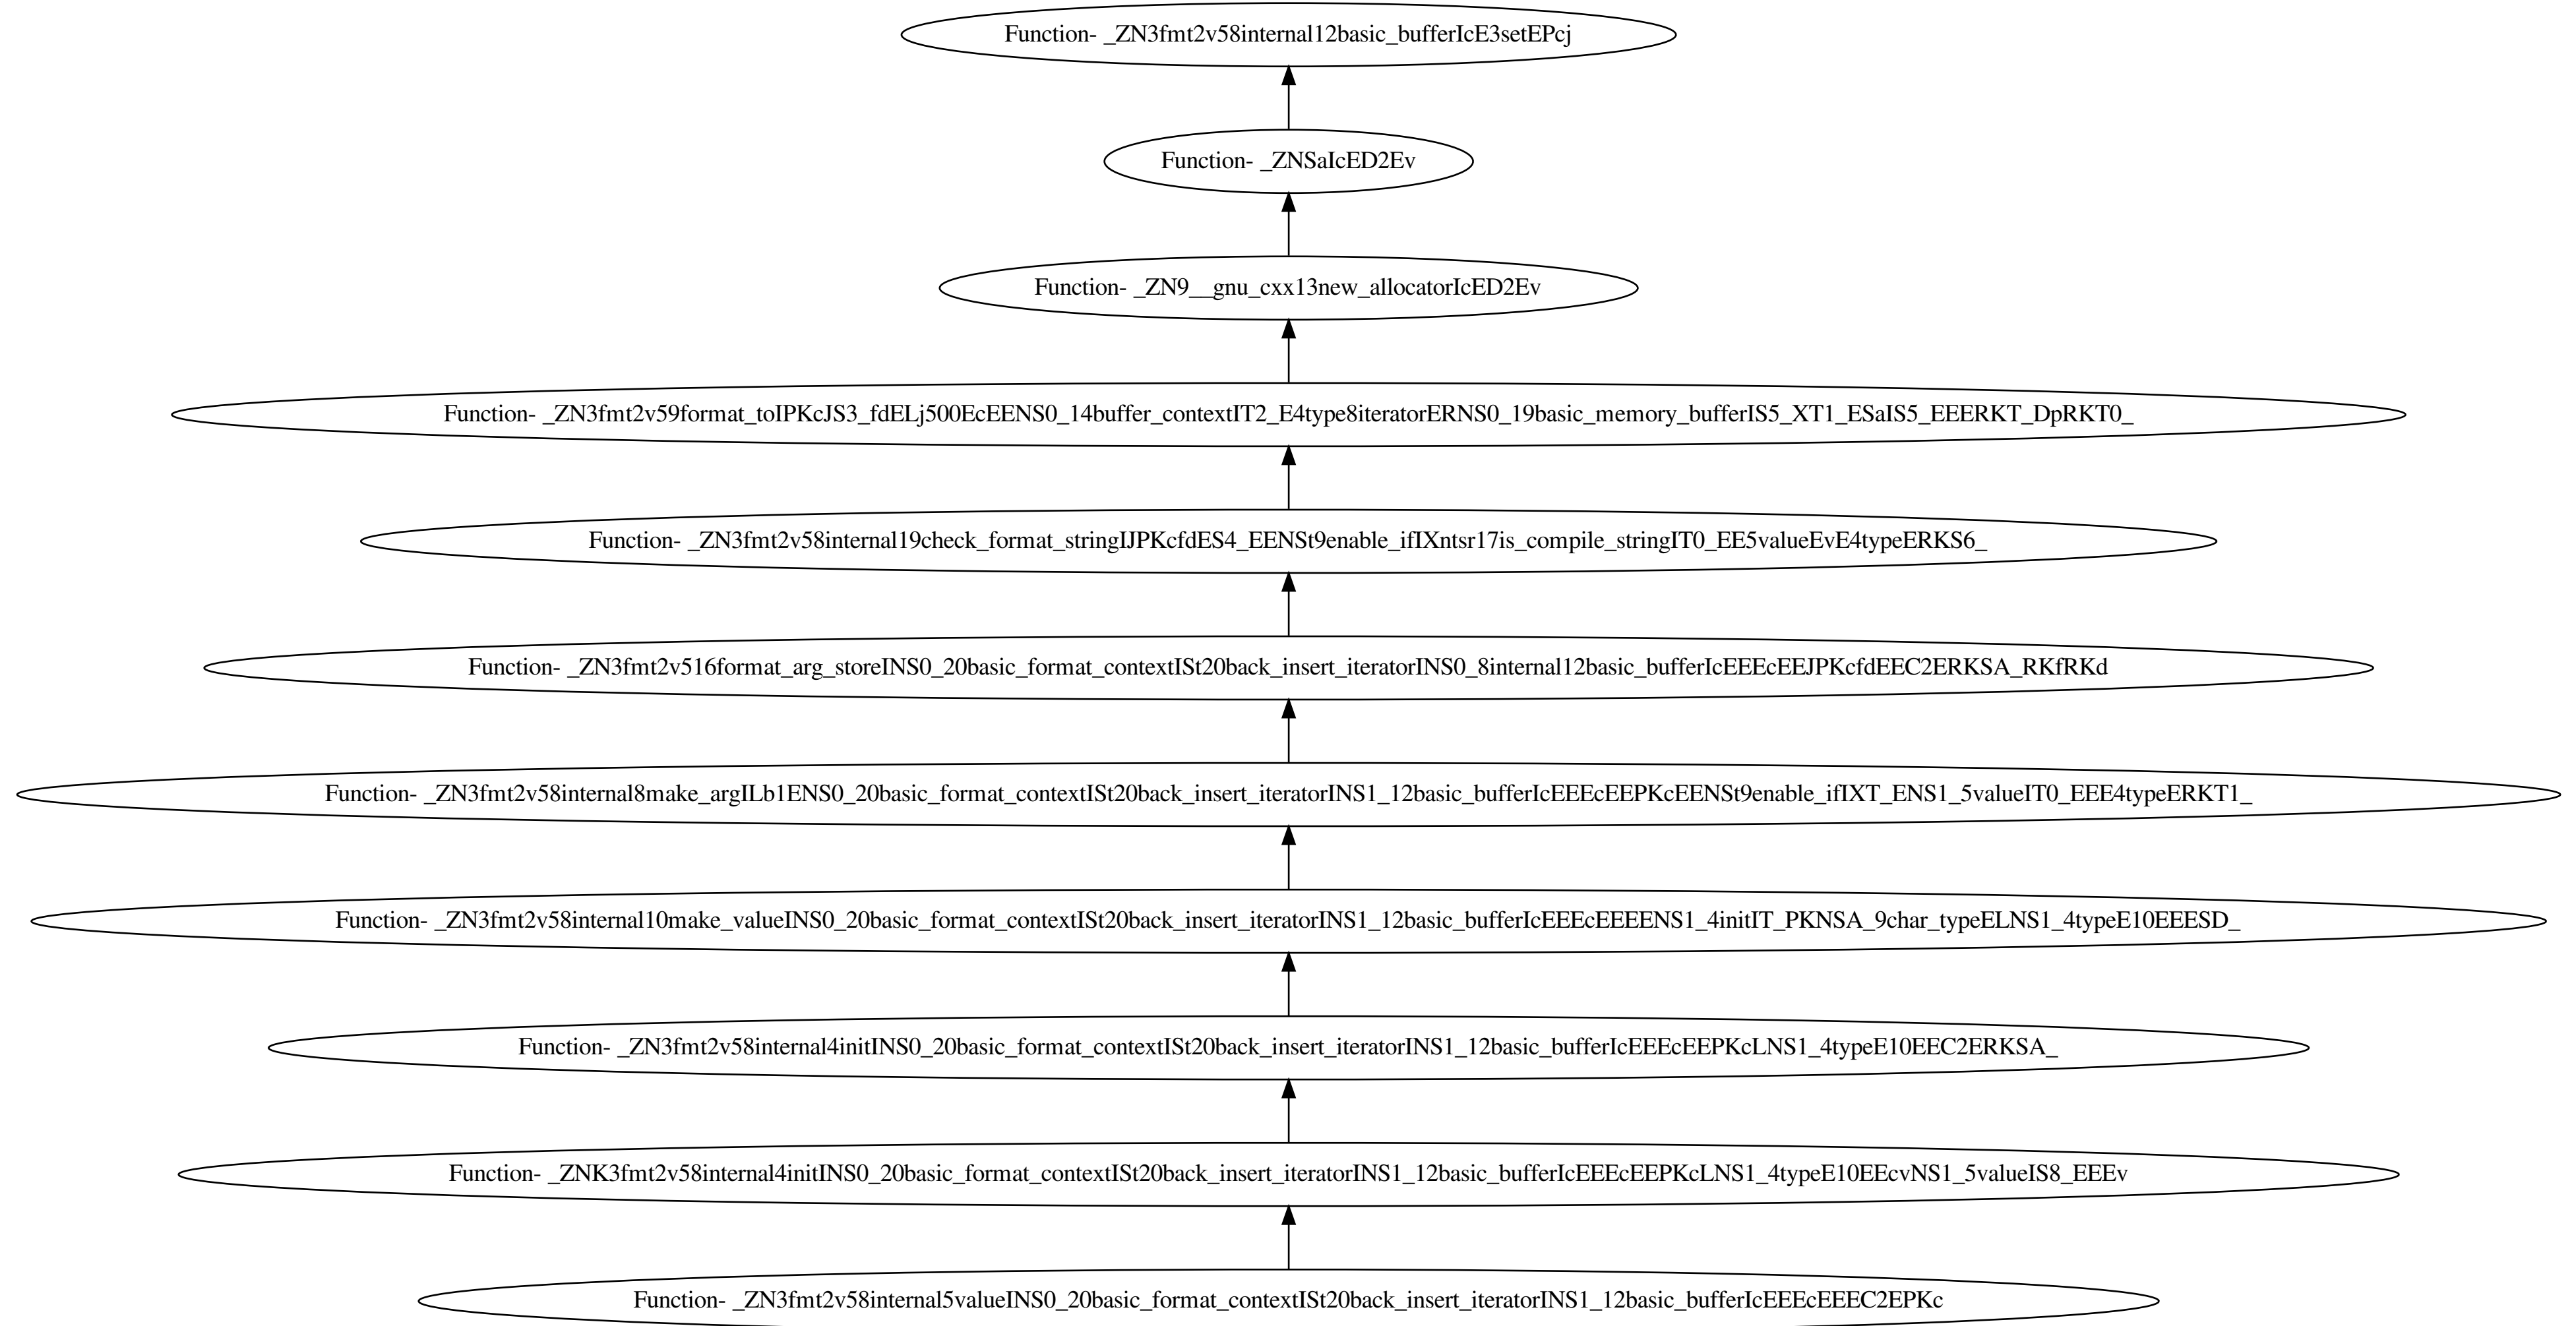 Function- _ZN3fmt2v58internal12basic_bufferIcE3setEPcj
Function- _ZNSaIcED2Ev
Function- _ZN9__gnu_cxx13new_allocatorIcED2Ev
Function- _ZN3fmt2v59format_toIPKcJS3_fdELj500EcEENS0_14buffer_contextIT2_E4type8iteratorERNS0_19basic_memory_bufferIS5_XT1_ESaIS5_EEERKT_DpRKT0_
Function- _ZN3fmt2v58internal19check_format_stringIJPKcfdES4_EENSt9enable_ifIXntsr17is_compile_stringIT0_EE5valueEvE4typeERKS6_
Function- _ZN3fmt2v516format_arg_storeINS0_20basic_format_contextISt20back_insert_iteratorINS0_8internal12basic_bufferIcEEEcEEJPKcfdEEC2ERKSA_RKfRKd
Function- _ZN3fmt2v58internal8make_argILb1ENS0_20basic_format_contextISt20back_insert_iteratorINS1_12basic_bufferIcEEEcEEPKcEENSt9enable_ifIXT_ENS1_5valueIT0_EEE4typeERKT1_
Function- _ZN3fmt2v58internal10make_valueINS0_20basic_format_contextISt20back_insert_iteratorINS1_12basic_bufferIcEEEcEEEENS1_4initIT_PKNSA_9char_typeELNS1_4typeE10EEESD_
Function- _ZN3fmt2v58internal4initINS0_20basic_format_contextISt20back_insert_iteratorINS1_12basic_bufferIcEEEcEEPKcLNS1_4typeE10EEC2ERKSA_
Function- _ZNK3fmt2v58internal4initINS0_20basic_format_contextISt20back_insert_iteratorINS1_12basic_bufferIcEEEcEEPKcLNS1_4typeE10EEcvNS1_5valueIS8_EEEv
Function- _ZN3fmt2v58internal5valueINS0_20basic_format_contextISt20back_insert_iteratorINS1_12basic_bufferIcEEEcEEEC2EPKc